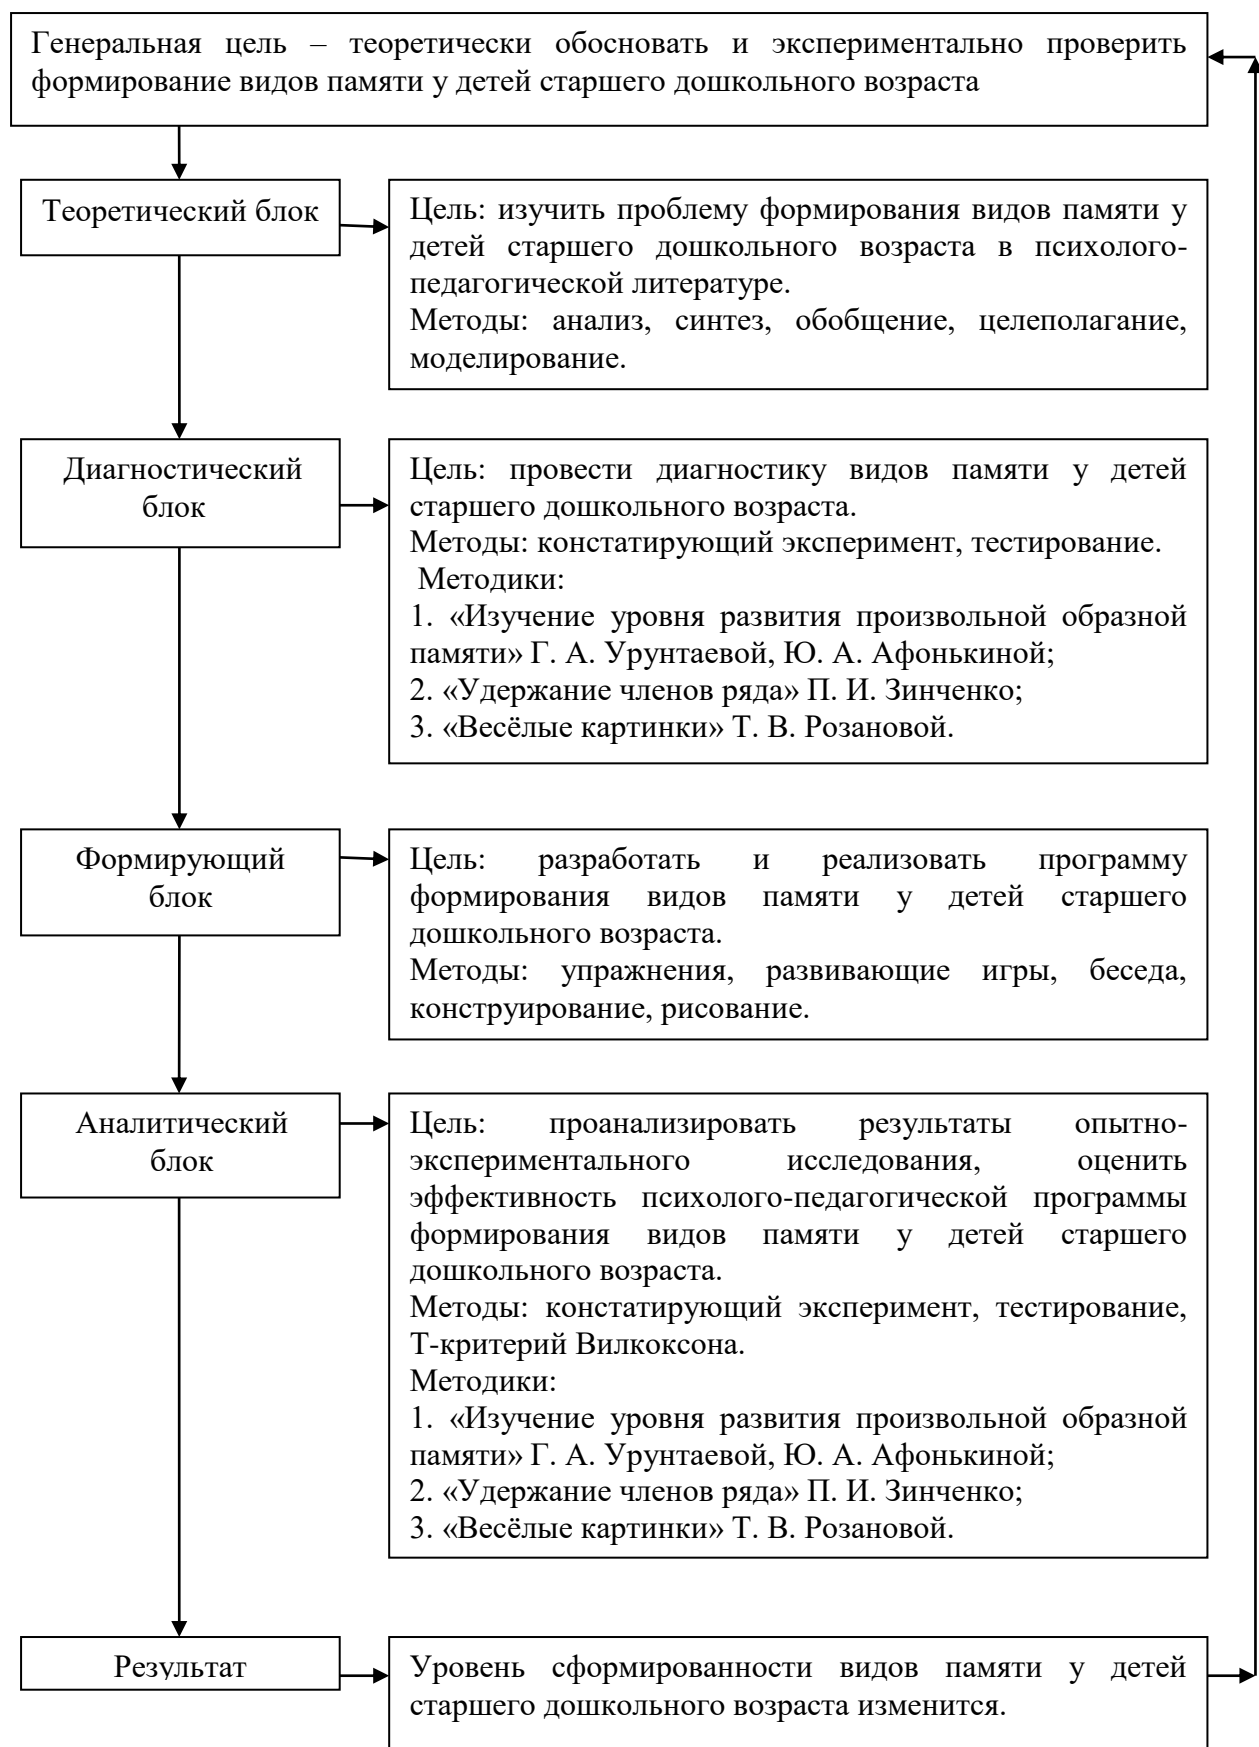 Генеральная цель – теоретически обосновать и экспериментально проверить
формирование видов памяти у детей старшего дошкольного возраста
Теоретический блок
Цель: изучить проблему формирования видов памяти у
детей старшего дошкольного возраста в психолого-
педагогической литературе.
Методы: анализ, синтез, обобщение, целеполагание,
моделирование.
Диагностический
блок
Цель: провести диагностику видов памяти у детей
старшего дошкольного возраста.
Методы: констатирующий эксперимент, тестирование.
Методики:
1. «Изучение уровня развития произвольной образной
памяти» Г. А. Урунтаевой, Ю. А. Афонькиной;
2. «Удержание членов ряда» П. И. Зинченко;
3. «Весёлые картинки» Т. В. Розановой.
Формирующий
блок
Цель: разработать и реализовать программу
формирования видов памяти у детей старшего
дошкольного возраста.
Методы: упражнения, развивающие игры, беседа,
конструирование, рисование.
Аналитический
блок
Цель: проанализировать результаты опытно-
экспериментального исследования, оценить
эффективность психолого-педагогической программы
формирования видов памяти у детей старшего
дошкольного возраста.
Методы: констатирующий эксперимент, тестирование,
Т-критерий Вилкоксона.
Методики:
1. «Изучение уровня развития произвольной образной
памяти» Г. А. Урунтаевой, Ю. А. Афонькиной;
2. «Удержание членов ряда» П. И. Зинченко;
3. «Весёлые картинки» Т. В. Розановой.
Результат
Уровень сформированности видов памяти у детей
старшего дошкольного возраста изменится.